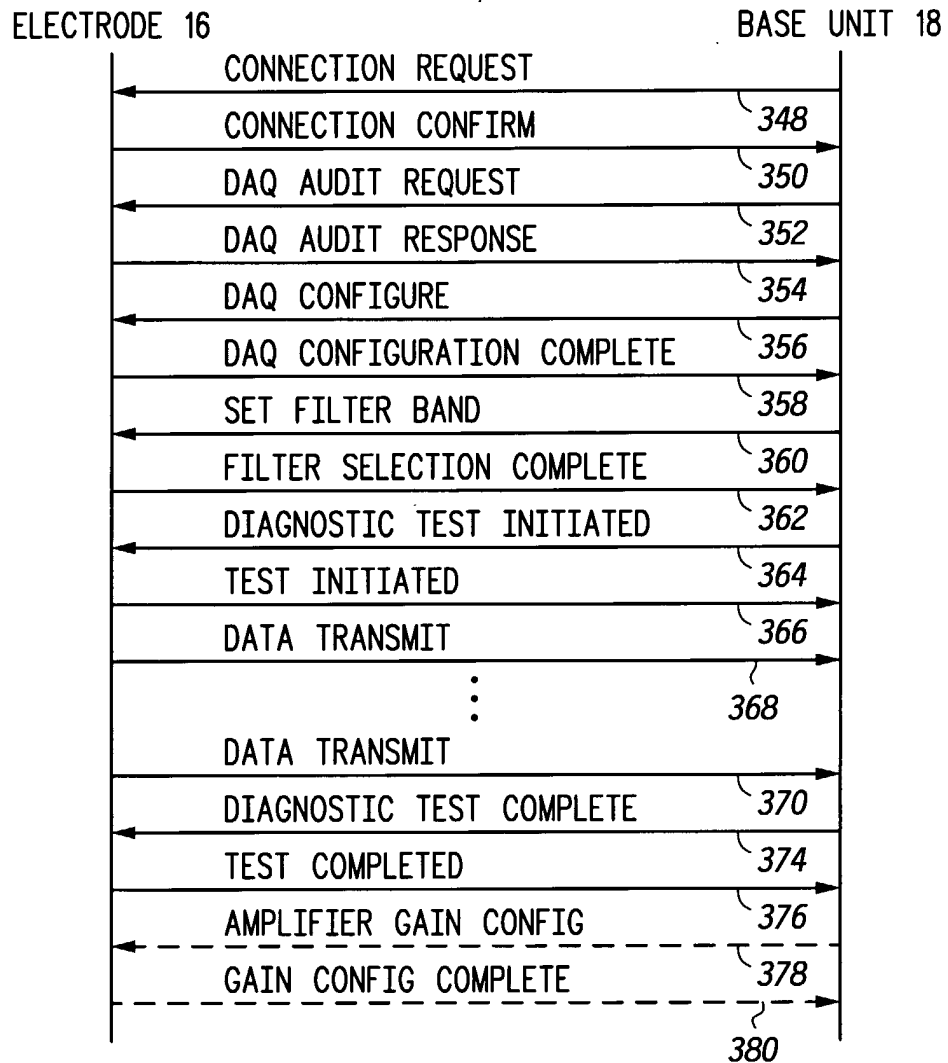 ELECTRODE 16 BASE UNIT 18
CONNECTION REQUEST
348
CONNECTION CONFIRM
350
DAQ AUDIT REQUEST
352
DAQ AUDIT RESPONSE
354
DAQ CONFIGURE
356
DAQ CONFIGURATION COMPLETE
358
SET FILTER BAND
360
FILTER SELECTION COMPLETE
362
DIAGNOSTIC TEST INITIATED
364
TEST INITIATED
366
DATA TRANSMIT
368
DATA TRANSMIT
370
DIAGNOSTIC TEST COMPLETE
374
TEST COMPLETED
376
AMPLIFIER GAIN CONFIG
378
GAIN CONFIG COMPLETE
380